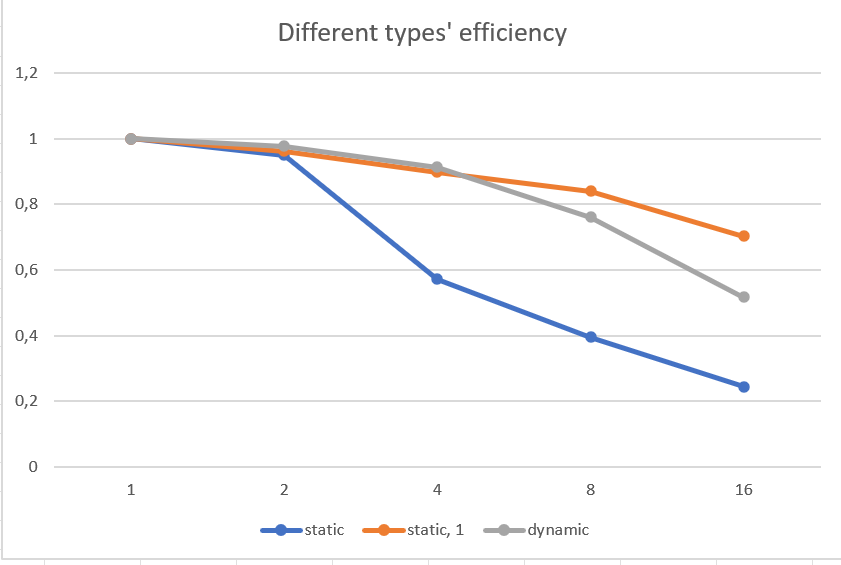 Different types' efficiency
1,2
1
0,8
0,6
0,4
0,2
0
1 2 4 8 16
static static, 1 dynamic